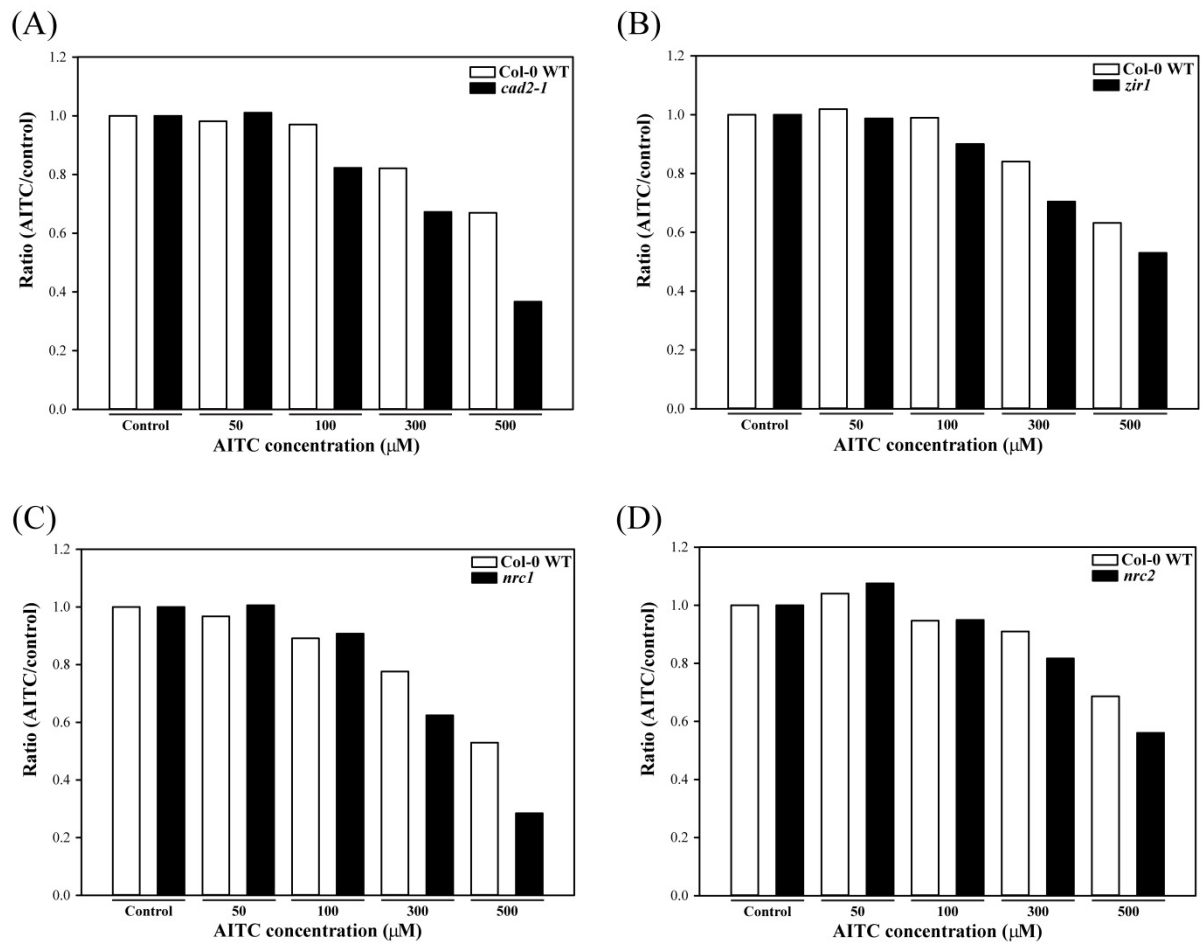 (A)
Col-0 WT
cad2-1
Ratio (AITC/control)
1.2
1.0
0.8
0.6
0.4
0.2
0.0
Control 50 100 300 500
AITC concentration (μM)
(B)
Col-0 WT
zir1
Ratio (AITC/control)
1.2
1.0
0.8
0.6
0.4
0.2
0.0
Control 50 100 300 500
AITC concentration (μM)
(C)
Col-0 WT
nrc1
Ratio (AITC/control)
1.2
1.0
0.8
0.6
0.4
0.2
0.0
Control 50 100 300 500
AITC concentration (μM)
(D)
Col-0 WT
nrc2
Ratio (AITC/control)
1.2
1.0
0.8
0.6
0.4
0.2
0.0
Control 50 100 300 500
AITC concentration (μM)